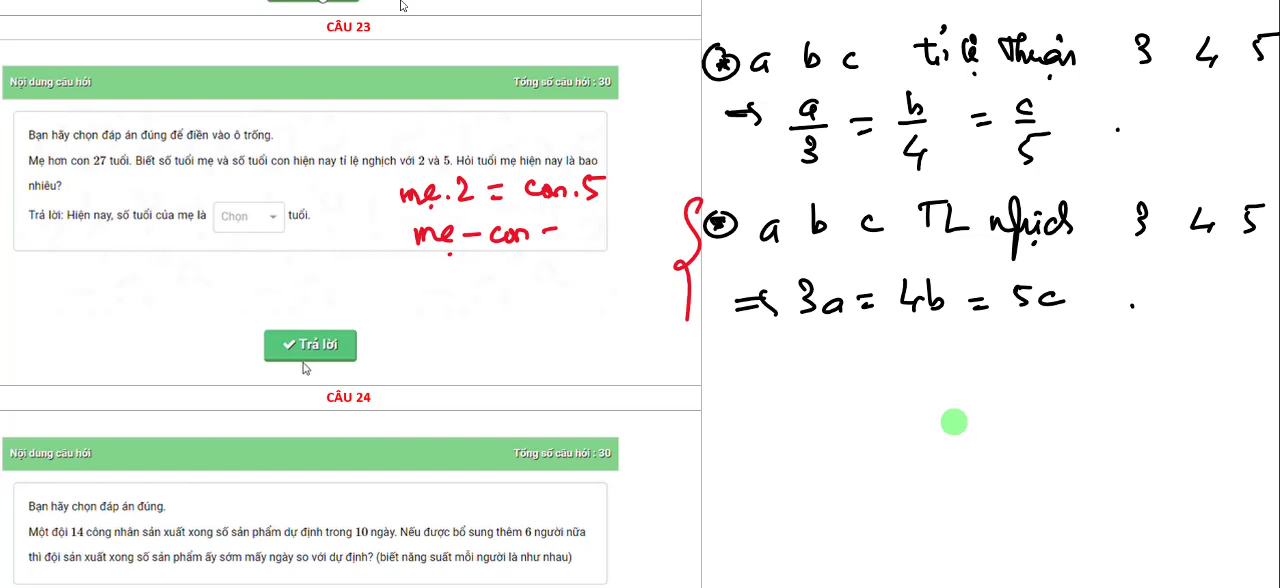 CÂU 23
Nội dung câu hỏi
Tổng số câu hỏi : 30
Bạn hãy chọn đáp án đúng để điền vào ô trống.
Mẹ hơn con 27 tuổi. Biết số tuổi mẹ và số tuổi con hiện nay tỉ lệ nghịch với 2 và 5. Hỏi tuổi mẹ hiện nay là bao
nhiêu?
Trả lời: Hiện nay, số tuổi của mẹ là Chọn tuổi.
mẹ.2 = con.5
mẹ - con =
Trả lời
CÂU 24
Nội dung câu hỏi
Tổng số câu hỏi : 30
Bạn hãy chọn đáp án đúng.
Một đội 14 công nhân sản xuất xong số sản phẩm dự định trong 10 ngày. Nếu được bổ sung thêm 6 người nữa
thì đội sản xuất xong số sản phẩm ấy sớm mấy ngày so với dự định? (biết năng suất mỗi người là như nhau)
* a b c tỉ lệ thuận 3 4 5
⇒ a/3 = b/4 = c/5 .
* a b c TL nghịch 3 4 5
⇒ 3a = 4b = 5c .